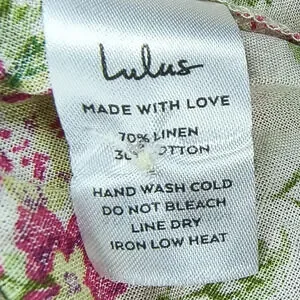 Lulus
MADE WITH LOVE
70% LINEN
30% COTTON
HAND WASH COLD
DO NOT BLEACH
LINE DRY
IRON LOW HEAT